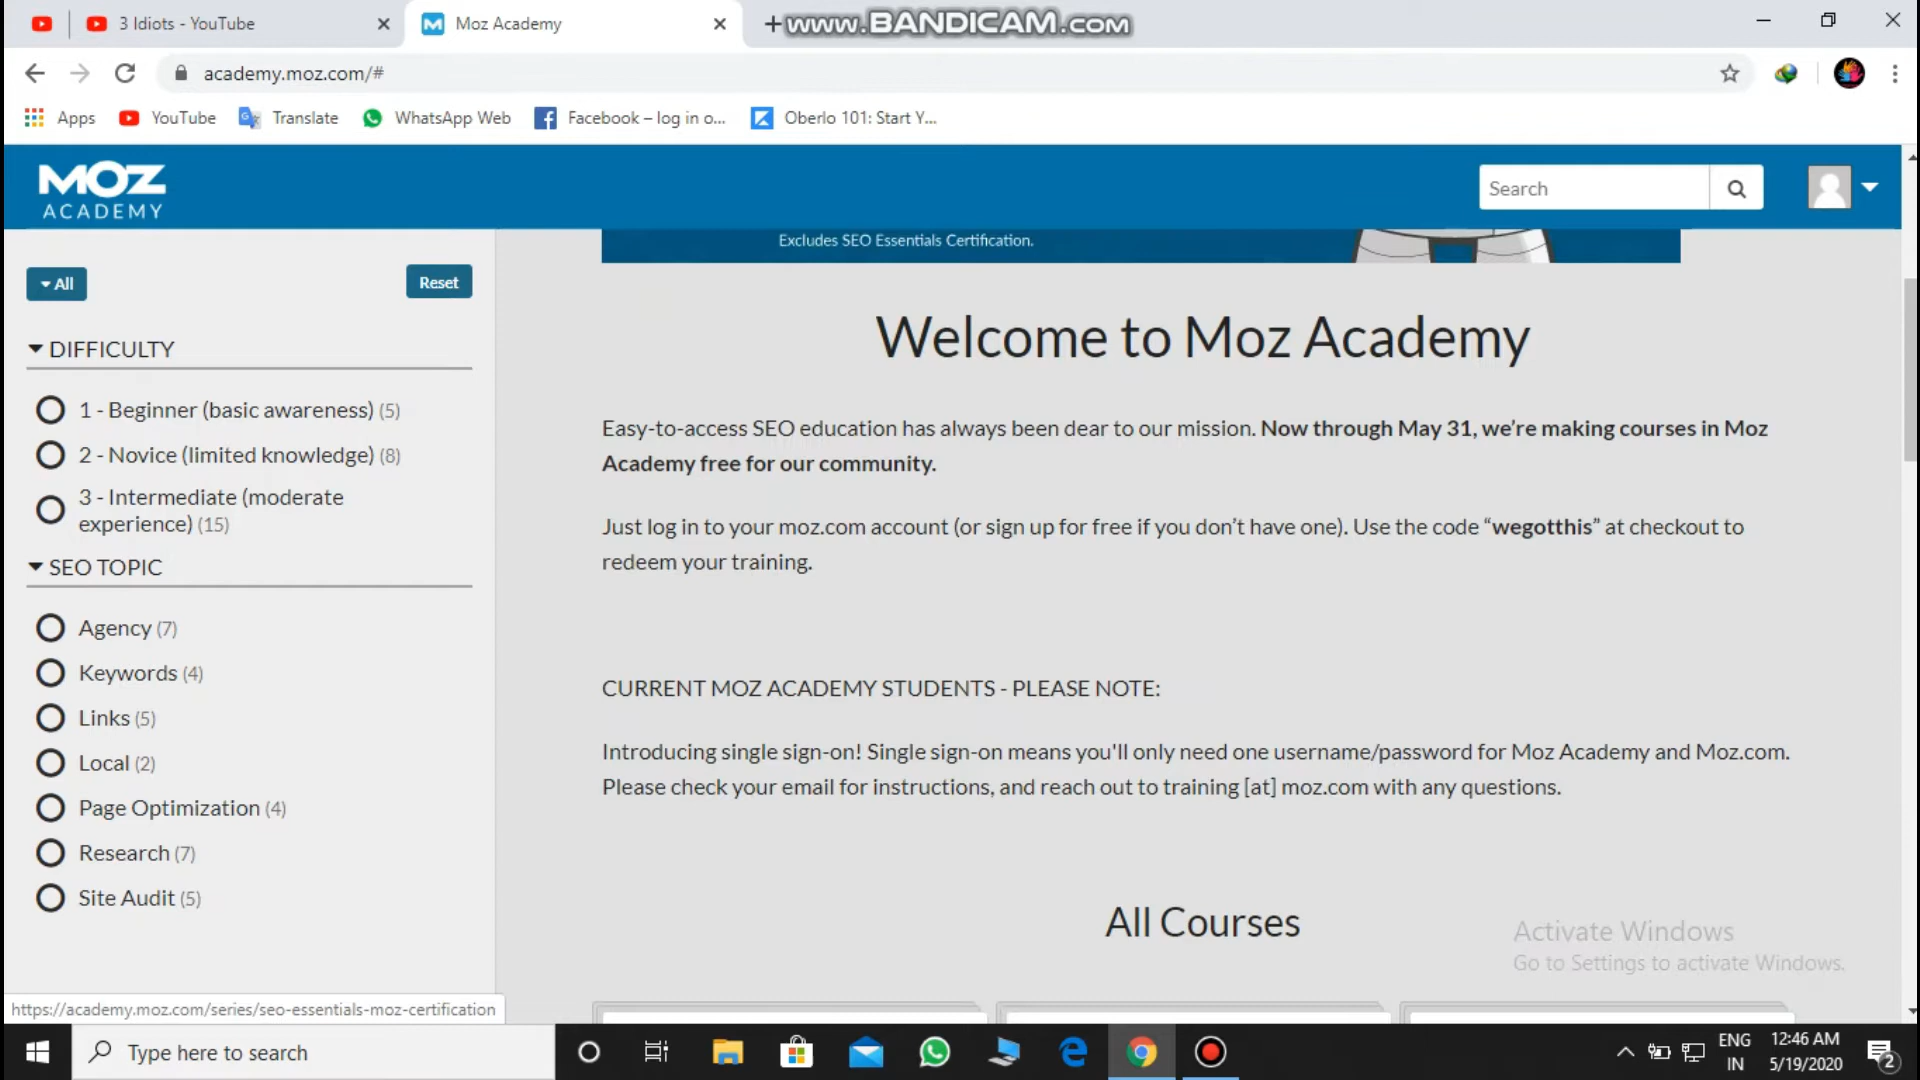 3 Idiots - YouTube
Moz Academy
www.BANDICAM.com
academy.moz.com/#
Apps
YouTube
Translate
WhatsApp Web
Facebook – log in o...
Oberlo 101: Start Y...
MOZ
ACADEMY
Search
Excludes SEO Essentials Certification.
All
Reset
DIFFICULTY
1 - Beginner (basic awareness) (5)
2 - Novice (limited knowledge) (8)
3 - Intermediate (moderate
experience) (15)
SEO TOPIC
Agency (7)
Keywords (4)
Links (5)
Local (2)
Page Optimization (4)
Research (7)
Site Audit (5)
Welcome to Moz Academy
Easy-to-access SEO education has always been dear to our mission. Now through May 31, we’re making courses in Moz
Academy free for our community.
Just log in to your moz.com account (or sign up for free if you don’t have one). Use the code “wegotthis” at checkout to
redeem your training.
CURRENT MOZ ACADEMY STUDENTS - PLEASE NOTE:
Introducing single sign-on! Single sign-on means you'll only need one username/password for Moz Academy and Moz.com.
Please check your email for instructions, and reach out to training [at] moz.com with any questions.
All Courses
Activate Windows
Go to Settings to activate Windows.
https://academy.moz.com/series/seo-essentials-moz-certification
Type here to search
ENG
IN
12:46 AM
5/19/2020
2